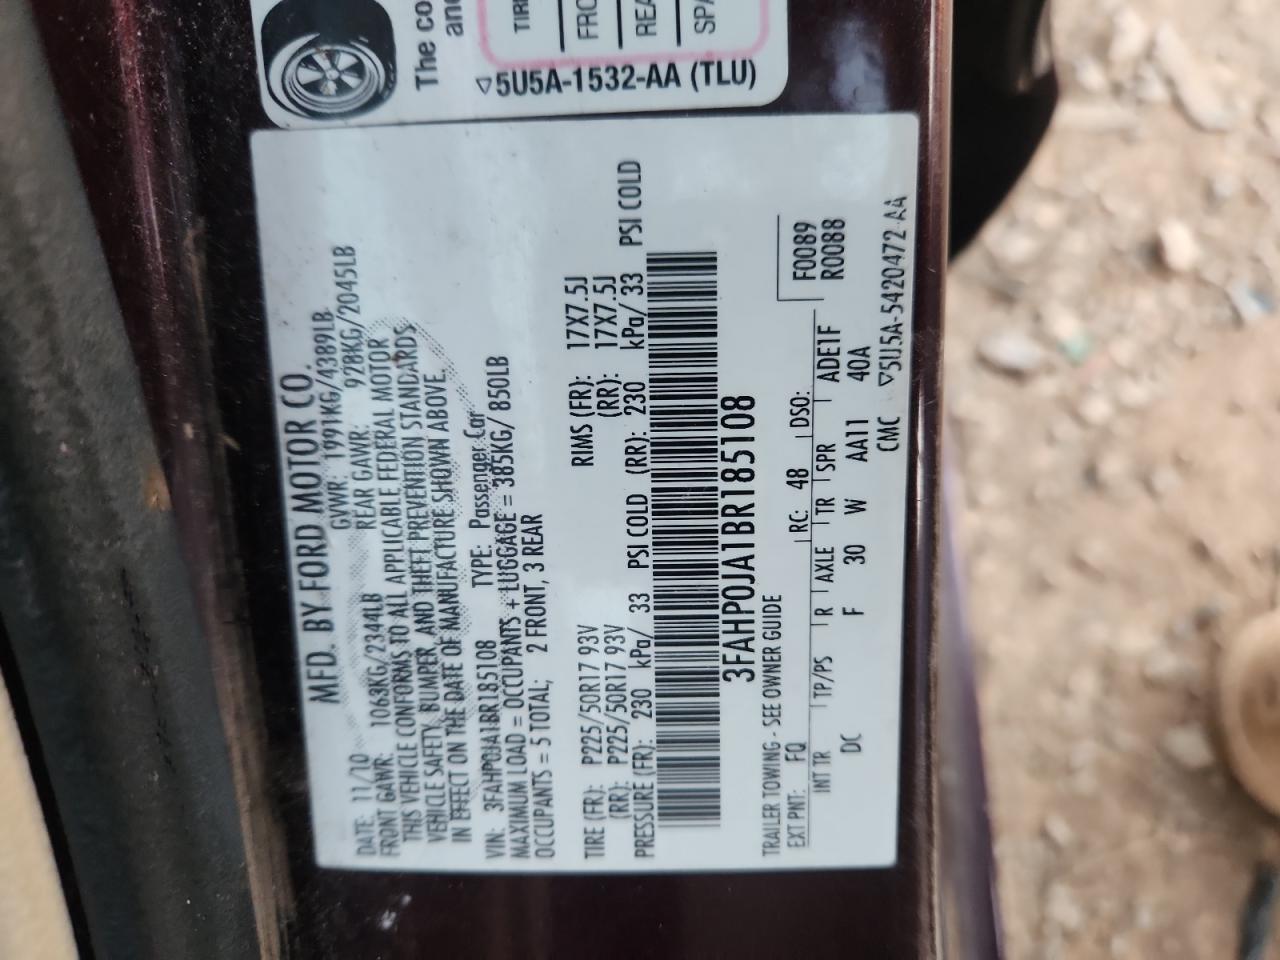 The co
and
TIRE
FRO
REA
SPA
▽5U5A-1532-AA (TLU)
MFD. BY FORD MOTOR CO.
DATE: 11/10 GVWR: 1991KG/4389LB
FRONT GAWR: 1063KG/2344LB REAR GAWR: 928KG/2045LB
THIS VEHICLE CONFORMS TO ALL APPLICABLE FEDERAL MOTOR
VEHICLE SAFETY, BUMPER, AND THEFT PREVENTION STANDARDS
IN EFFECT ON THE DATE OF MANUFACTURE SHOWN ABOVE.
VIN: 3FAHP0JA1BR185108 TYPE: Passenger Car
MAXIMUM LOAD = OCCUPANTS + LUGGAGE = 385KG/ 850LB
OCCUPANTS = 5 TOTAL; 2 FRONT, 3 REAR
TIRE (FR): P225/50R17 93V RIMS (FR): 17X7.5J
(RR): P225/50R17 93V (RR): 17X7.5J
PRESSURE (FR): 230 kPa/ 33 PSI COLD (RR): 230 kPa/ 33 PSI COLD
3FAHP0JA1BR185108
TRAILER TOWING - SEE OWNER GUIDE
F0089
EXT PNT: FQ RC: 48 DSO: R0088
INT TR TP/PS R AXLE TR SPR ADE1F
DC F 30 W AA11 40A
CMC ▽5U5A-5420472-AA